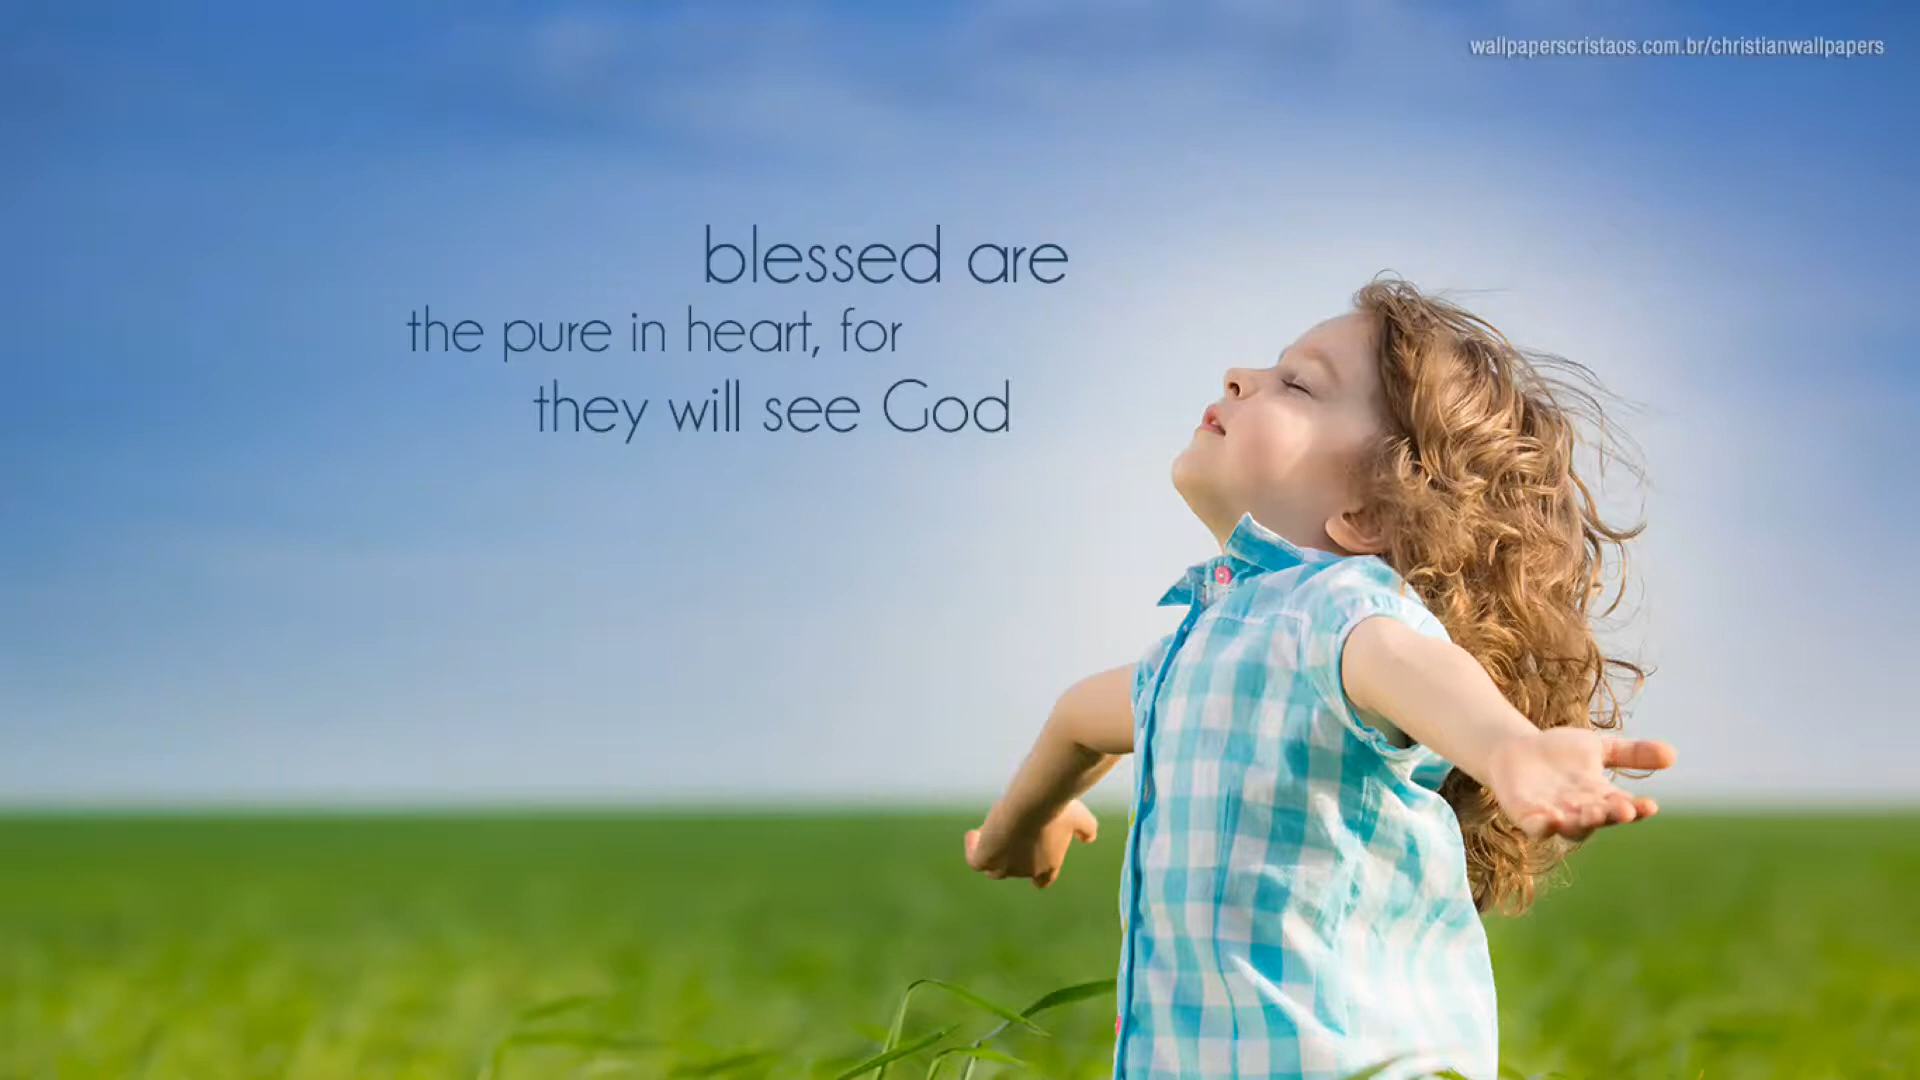 wallpaperscristaos.com.br/christianwallpapers
blessed are
the pure in heart, for
they will see God